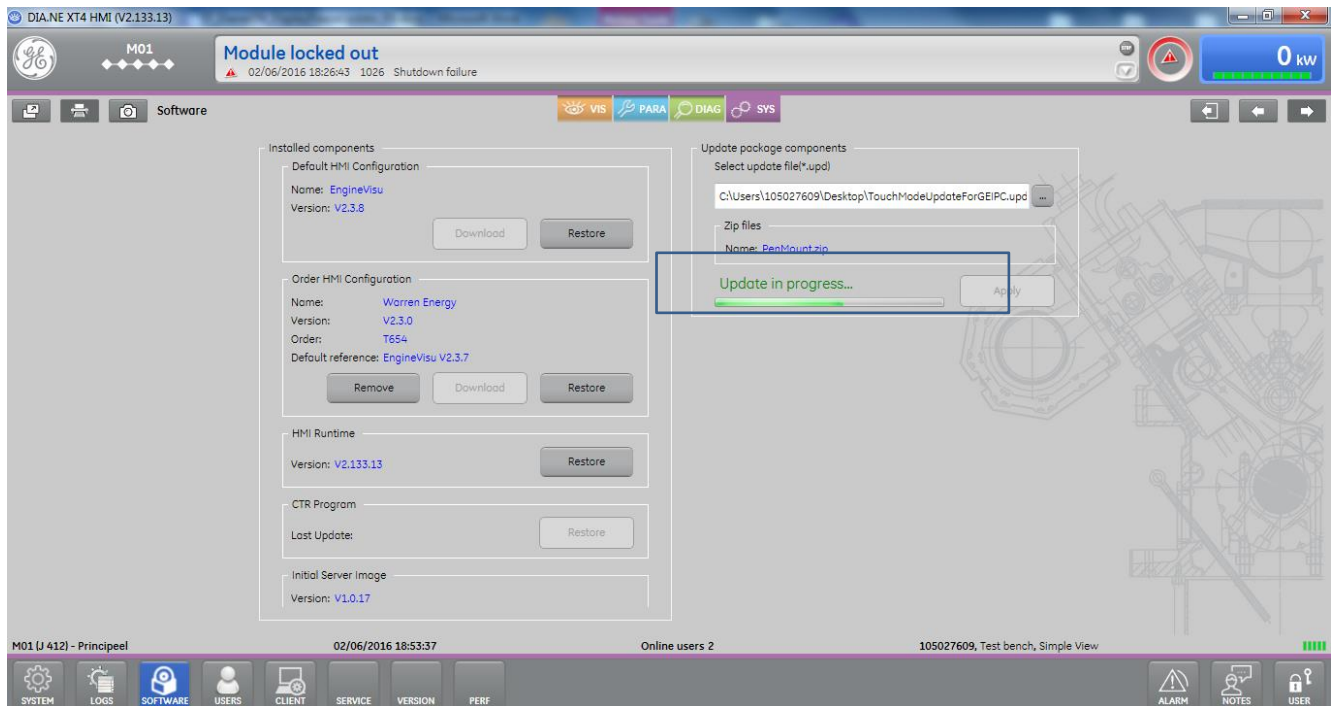 DIA.NE XT4 HMI (V2.133.13)
M01
Module locked out
02/06/2016 18:26:43 1026 Shutdown failure
0 kW
Software
VIS PARA DIAG SYS
Installed components
Default HMI Configuration
Name: EngineVisu
Version: V2.3.8
Download Restore
Order HMI Configuration
Name: Warren Energy
Version: V2.3.0
Order: T654
Default reference: EngineVisu V2.3.7
Remove Download Restore
HMI Runtime
Version: V2.133.13
Restore
CTR Program
Last Update:
Restore
Initial Server Image
Version: V1.0.17
Update package components
Select update file(*.upd)
C:\Users\105027609\Desktop\TouchModeUpdateForGEIPC.upd ...
Zip files
Name: PenMount.zip
Update in progress...
Apply
M01 (J 412) - Principeel 02/06/2016 18:53:37 Online users 2 105027609, Test bench, Simple View
SYSTEM LOGS SOFTWARE USERS CLIENT SERVICE VERSION PERF ALARM NOTES USER